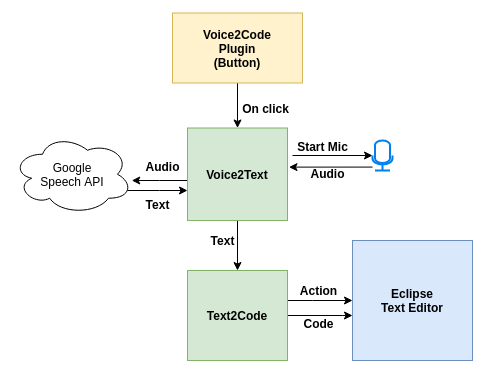 Voice2Code
Plugin
(Button)
On click
Start Mic
Audio
Google
Speech API
Audio
Text
Voice2Text
Text
Text2Code
Action
Code
Eclipse
Text Editor